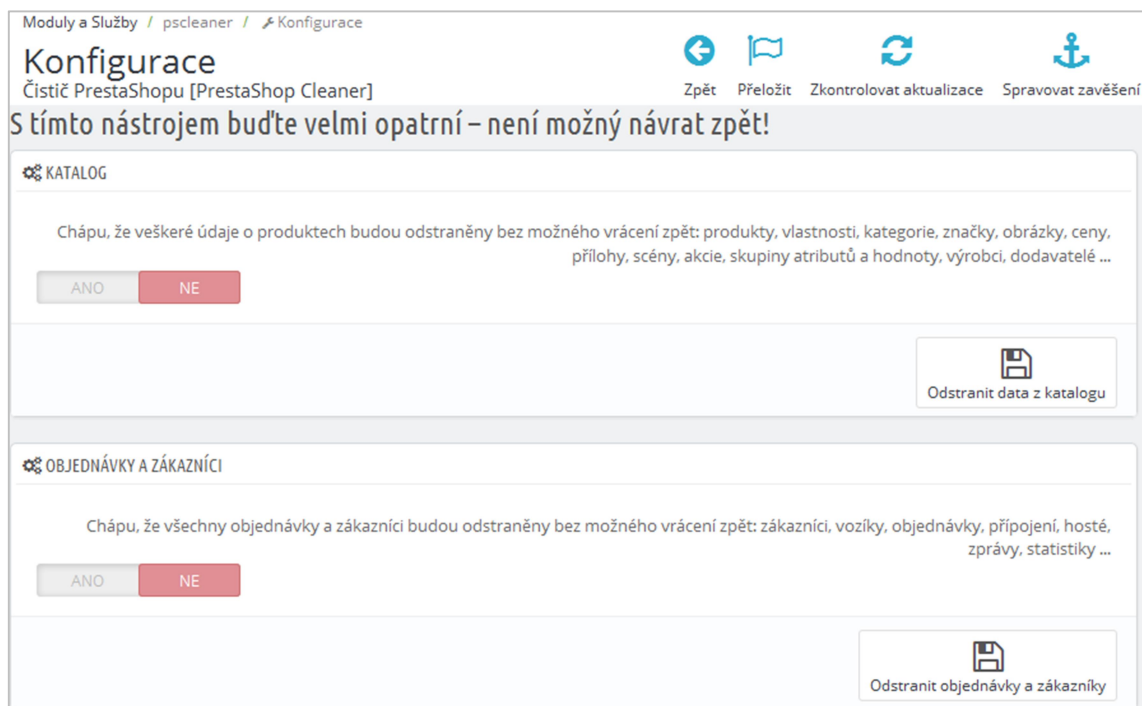 Moduly a Služby / pscleaner / Konfigurace
Konfigurace
Čistič PrestaShopu [PrestaShop Cleaner]
Zpět Přeložit Zkontrolovat aktualizace Spravovat zavěšení
S tímto nástrojem buďte velmi opatrní – není možný návrat zpět!
KATALOG
Chápu, že veškeré údaje o produktech budou odstraněny bez možného vrácení zpět: produkty, vlastnosti, kategorie, značky, obrázky, ceny,
přílohy, scény, akcie, skupiny atributů a hodnoty, výrobci, dodavatelé ...
ANO NE
Odstranit data z katalogu
OBJEDNÁVKY A ZÁKAZNÍCI
Chápu, že všechny objednávky a zákazníci budou odstraněny bez možného vrácení zpět: zákazníci, vozíky, objednávky, přípojení, hosté,
zprávy, statistiky ...
ANO NE
Odstranit objednávky a zákazníky